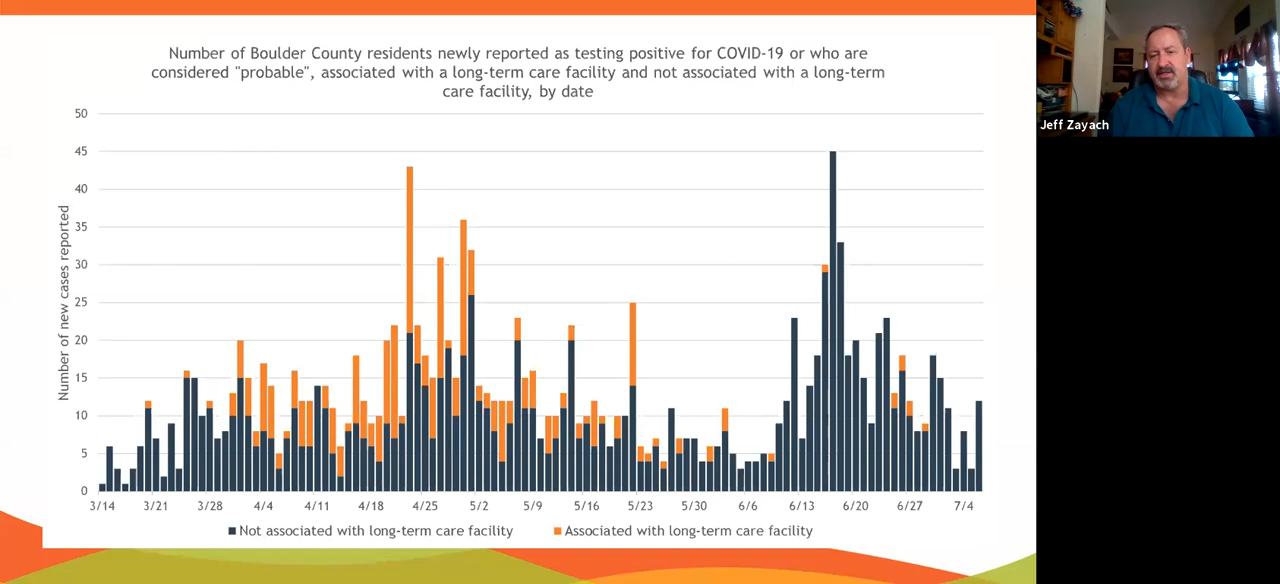 Number of Boulder County residents newly reported as testing positive for COVID-19 or who are
considered "probable", associated with a long-term care facility and not associated with a long-term
care facility, by date
Jeff Zayach
Number of new cases reported
50
45
40
35
30
25
20
15
10
5
0
3/14 3/21 3/28 4/4 4/11 4/18 4/25 5/2 5/9 5/16 5/23 5/30 6/6 6/13 6/20 6/27 7/4
Not associated with long-term care facility Associated with long-term care facility